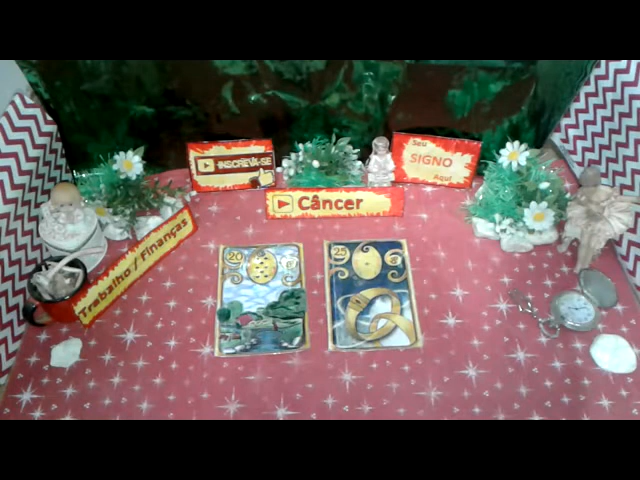 INSCREVA-SE
Seu
SIGNO
Aqui
Câncer
Trabalho / Finanças
20
25